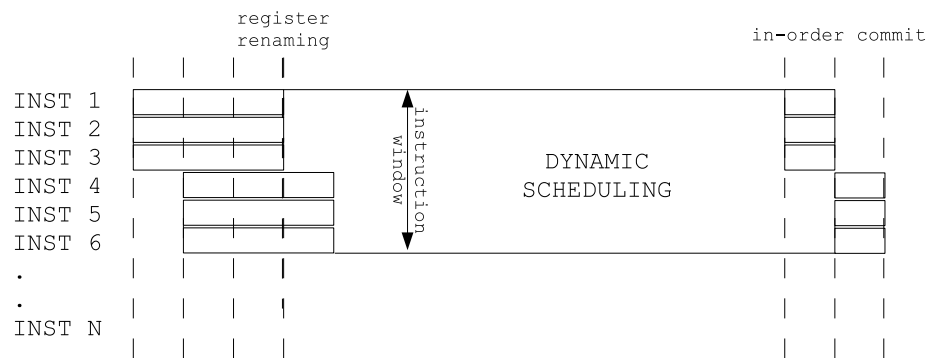 register
renaming
in-order commit
INST 1
INST 2
INST 3
INST 4
INST 5
INST 6
.
.
INST N
instruction
window
DYNAMIC
SCHEDULING